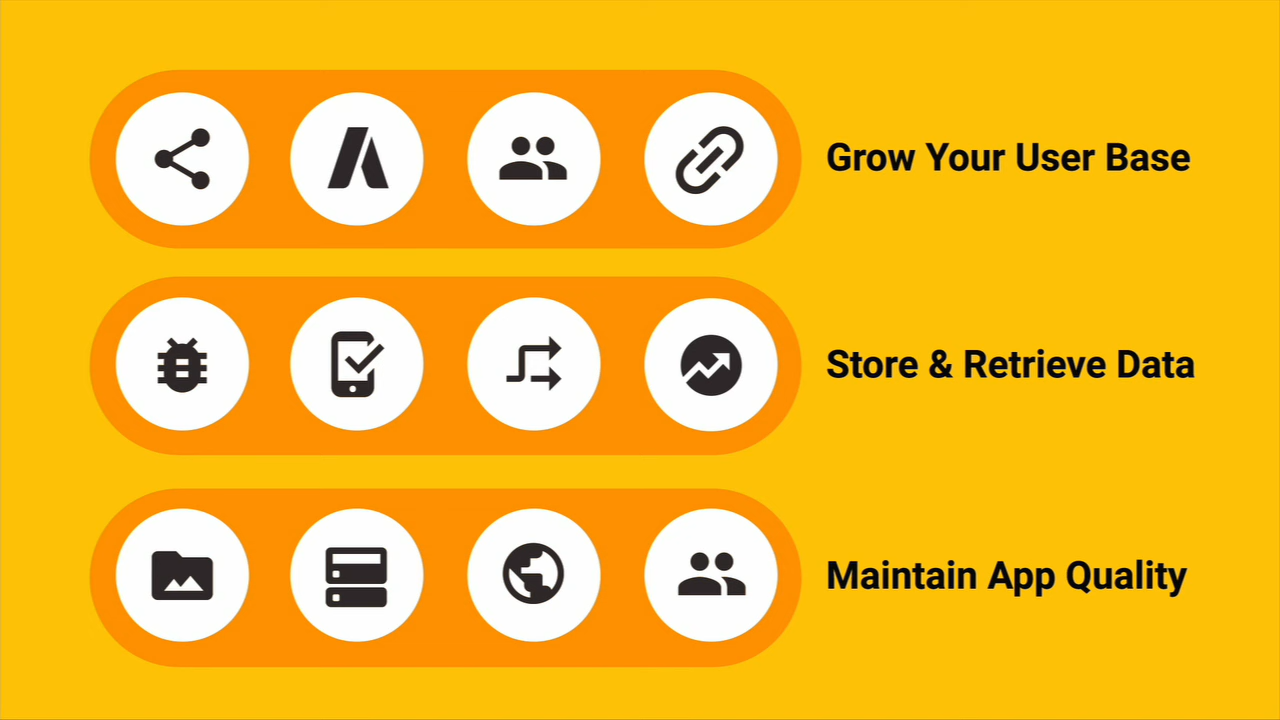 Grow Your User Base
Store & Retrieve Data
Maintain App Quality